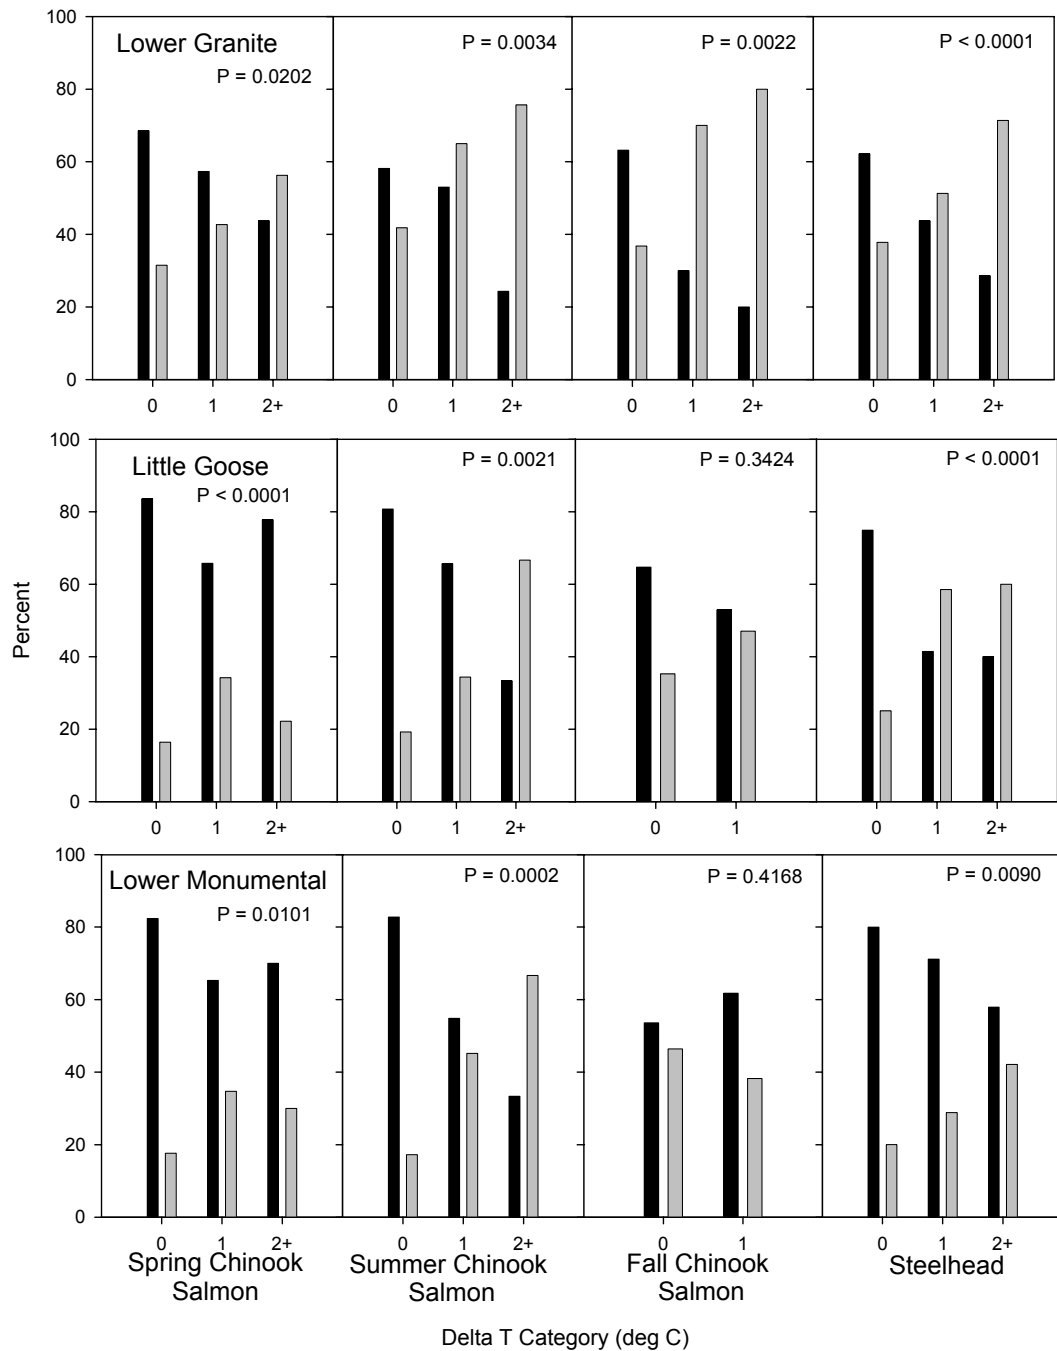 100
80
60
40
20
0
Lower Granite
P = 0.0202
P = 0.0034
P = 0.0022
P < 0.0001
0 1 2+ 0 1 2+ 0 1 2+ 0 1 2+
100
80
60
40
20
0
Little Goose
P < 0.0001
P = 0.0021
P = 0.3424
P < 0.0001
0 1 2+ 0 1 2+ 0 1 0 1 2+
Percent
100
80
60
40
20
0
Lower Monumental
P = 0.0101
P = 0.0002
P = 0.4168
P = 0.0090
0 1 2+ 0 1 2+ 0 1 0 1 2+
Spring Chinook
Salmon
Summer Chinook
Salmon
Fall Chinook
Salmon
Steelhead
Delta T Category (deg C)